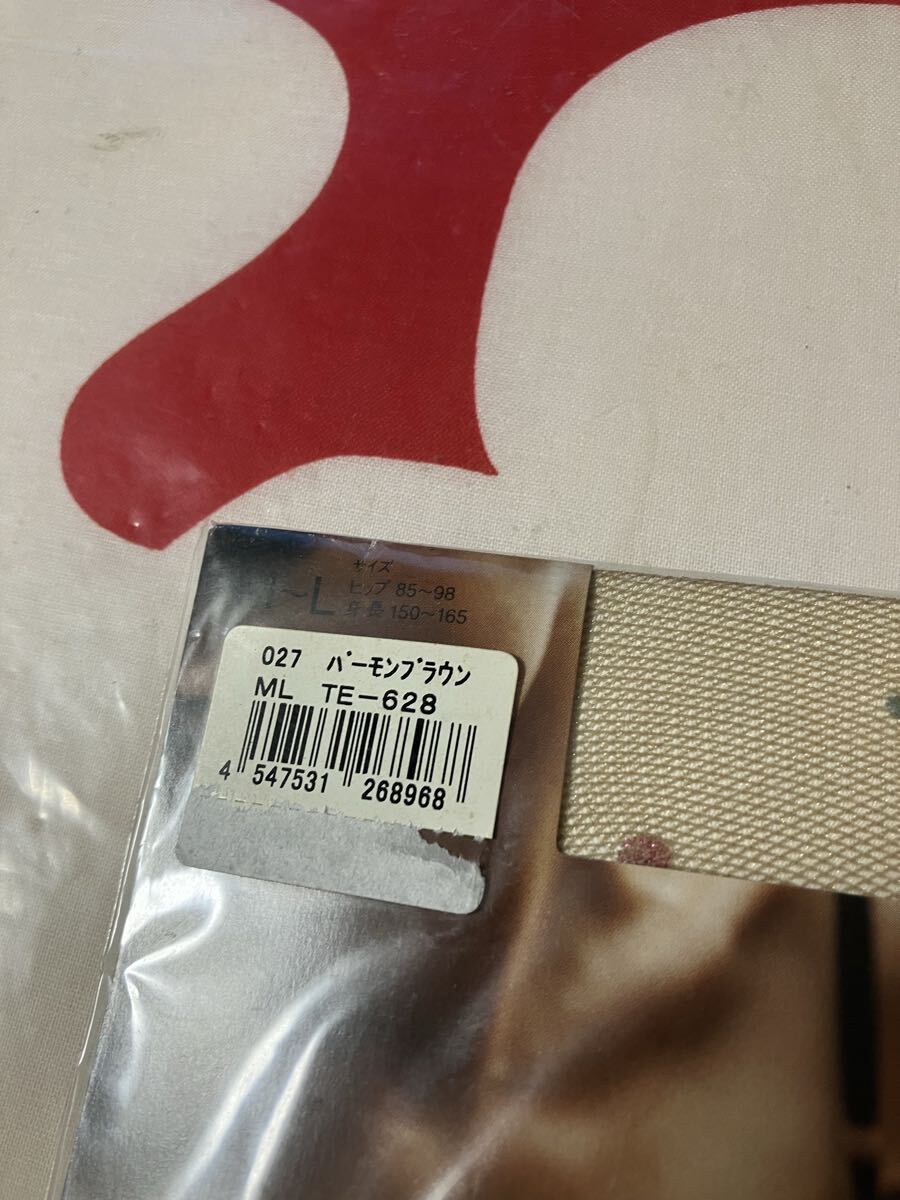 サイズ
M~L ヒップ 85~98
身長 150~165
027 バーモンブラウン
ML TE-628
4 547531 268968